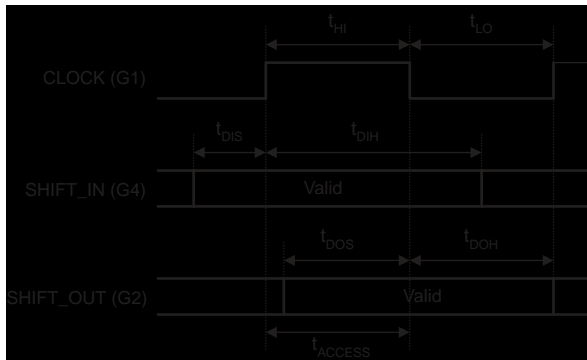 tHI tLO
CLOCK (G1)
tDIS tDIH
SHIFT_IN (G4) Valid
tDOS tDOH
SHIFT_OUT (G2) Valid
tACCESS